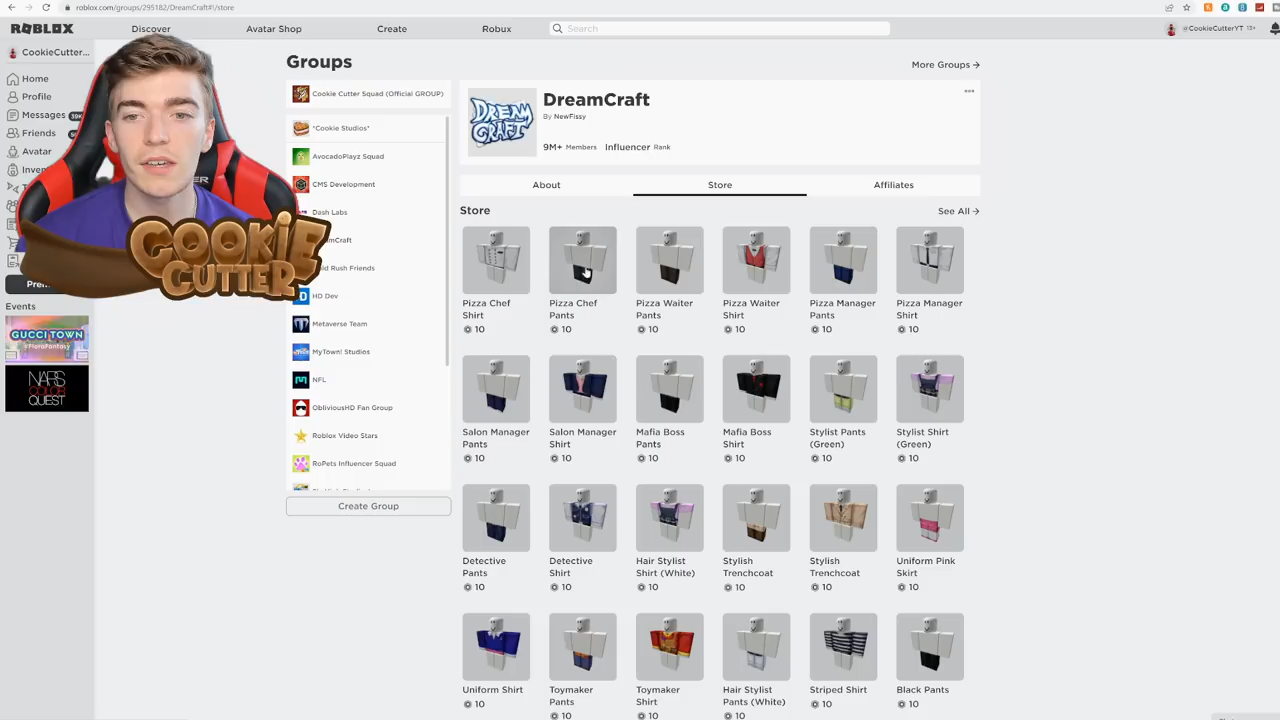 roblox.com/groups/295182/DreamCraft#!/store
ROBLOX
Discover
Avatar Shop
Create
Robux
Search
@CookieCutterYT 13+
CookieCutter...
Home
Profile
Messages
39K
Friends
Avatar
Events
GUCCI TOWN
#FloraFantasy
NARS
COLOR
QUEST
COOKIE
CUTTER
Groups
More Groups →
Cookie Cutter Squad (Official GROUP)
*Cookie Studios*
AvocadoPlayz Squad
CMS Development
Dash Labs
HD Dev
Metaverse Team
MyTown! Studios
NFL
ObliviousHD Fan Group
Roblox Video Stars
RoPets Influencer Squad
Create Group
DREAM
CRAFT
DreamCraft
By NewFissy
9M+ Members Influencer Rank
About
Store
Affiliates
Store
See All →
Pizza Chef
Shirt
10
Pizza Chef
Pants
10
Pizza Waiter
Pants
10
Pizza Waiter
Shirt
10
Pizza Manager
Pants
10
Pizza Manager
Shirt
10
Salon Manager
Pants
10
Salon Manager
Shirt
10
Mafia Boss
Pants
10
Mafia Boss
Shirt
10
Stylist Pants
(Green)
10
Stylist Shirt
(Green)
10
Detective
Pants
10
Detective
Shirt
10
Hair Stylist
Shirt (White)
10
Stylish
Trenchcoat
10
Stylish
Trenchcoat
10
Uniform Pink
Skirt
10
Uniform Shirt
10
Toymaker
Pants
10
Toymaker
Shirt
10
Hair Stylist
Pants (White)
10
Striped Shirt
10
Black Pants
10